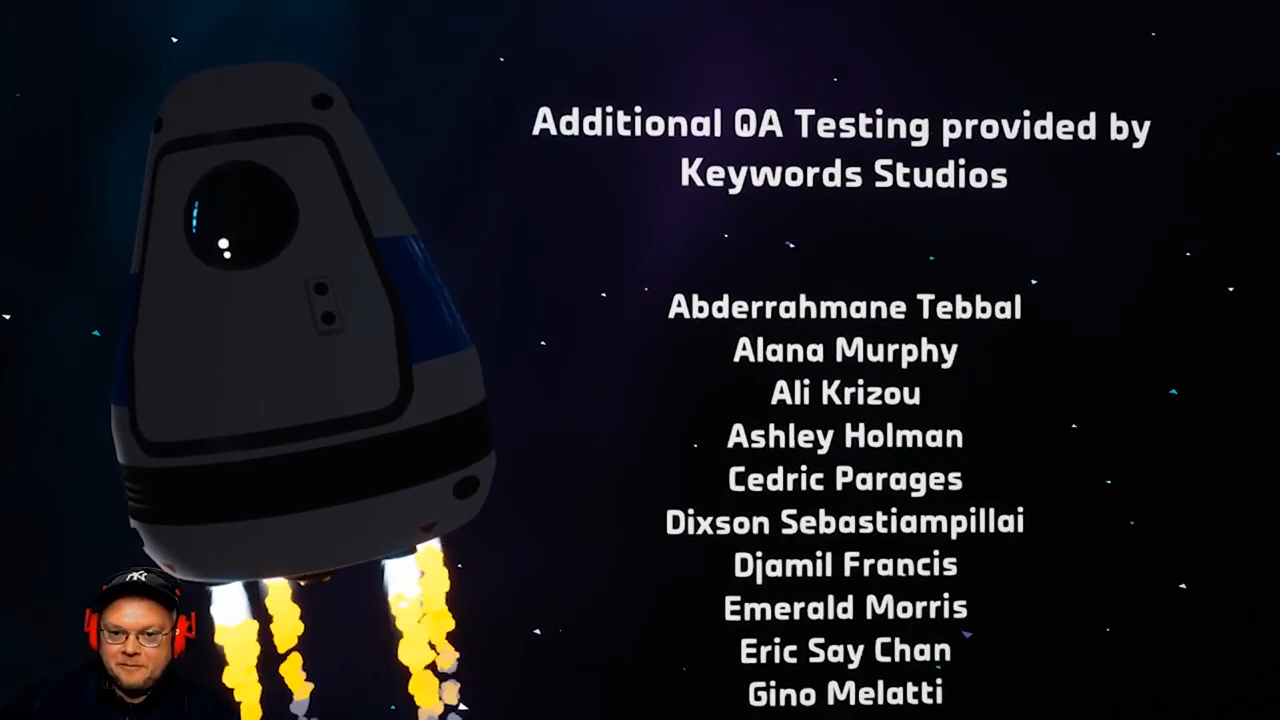 Additional QA Testing provided by
Keywords Studios
Abderrahmane Tebbal
Alana Murphy
Ali Krizou
Ashley Holman
Cedric Parages
Dixson Sebastiampillai
Djamil Francis
Emerald Morris
Eric Say Chan
Gino Melatti